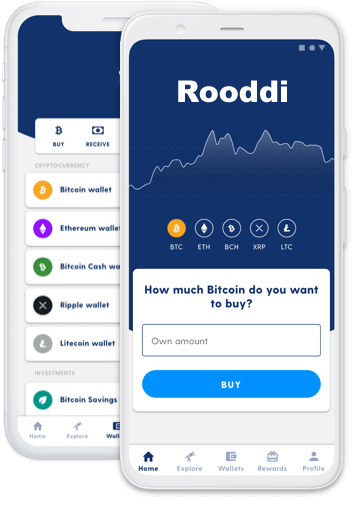 BUY
RECEIVE
CRYPTOCURRENCY
Bitcoin wallet
Ethereum wallet
Bitcoin Cash
Ripple wallet
Litecoin wallet
INVESTMENTS
Bitcoin Savings
Home
Explore
Rooddi
BTC
ETH
BCH
XRP
LTC
How much Bitcoin do you want
to buy?
Own amount
BUY
Home
Explore
Wallets
Rewards
Profile